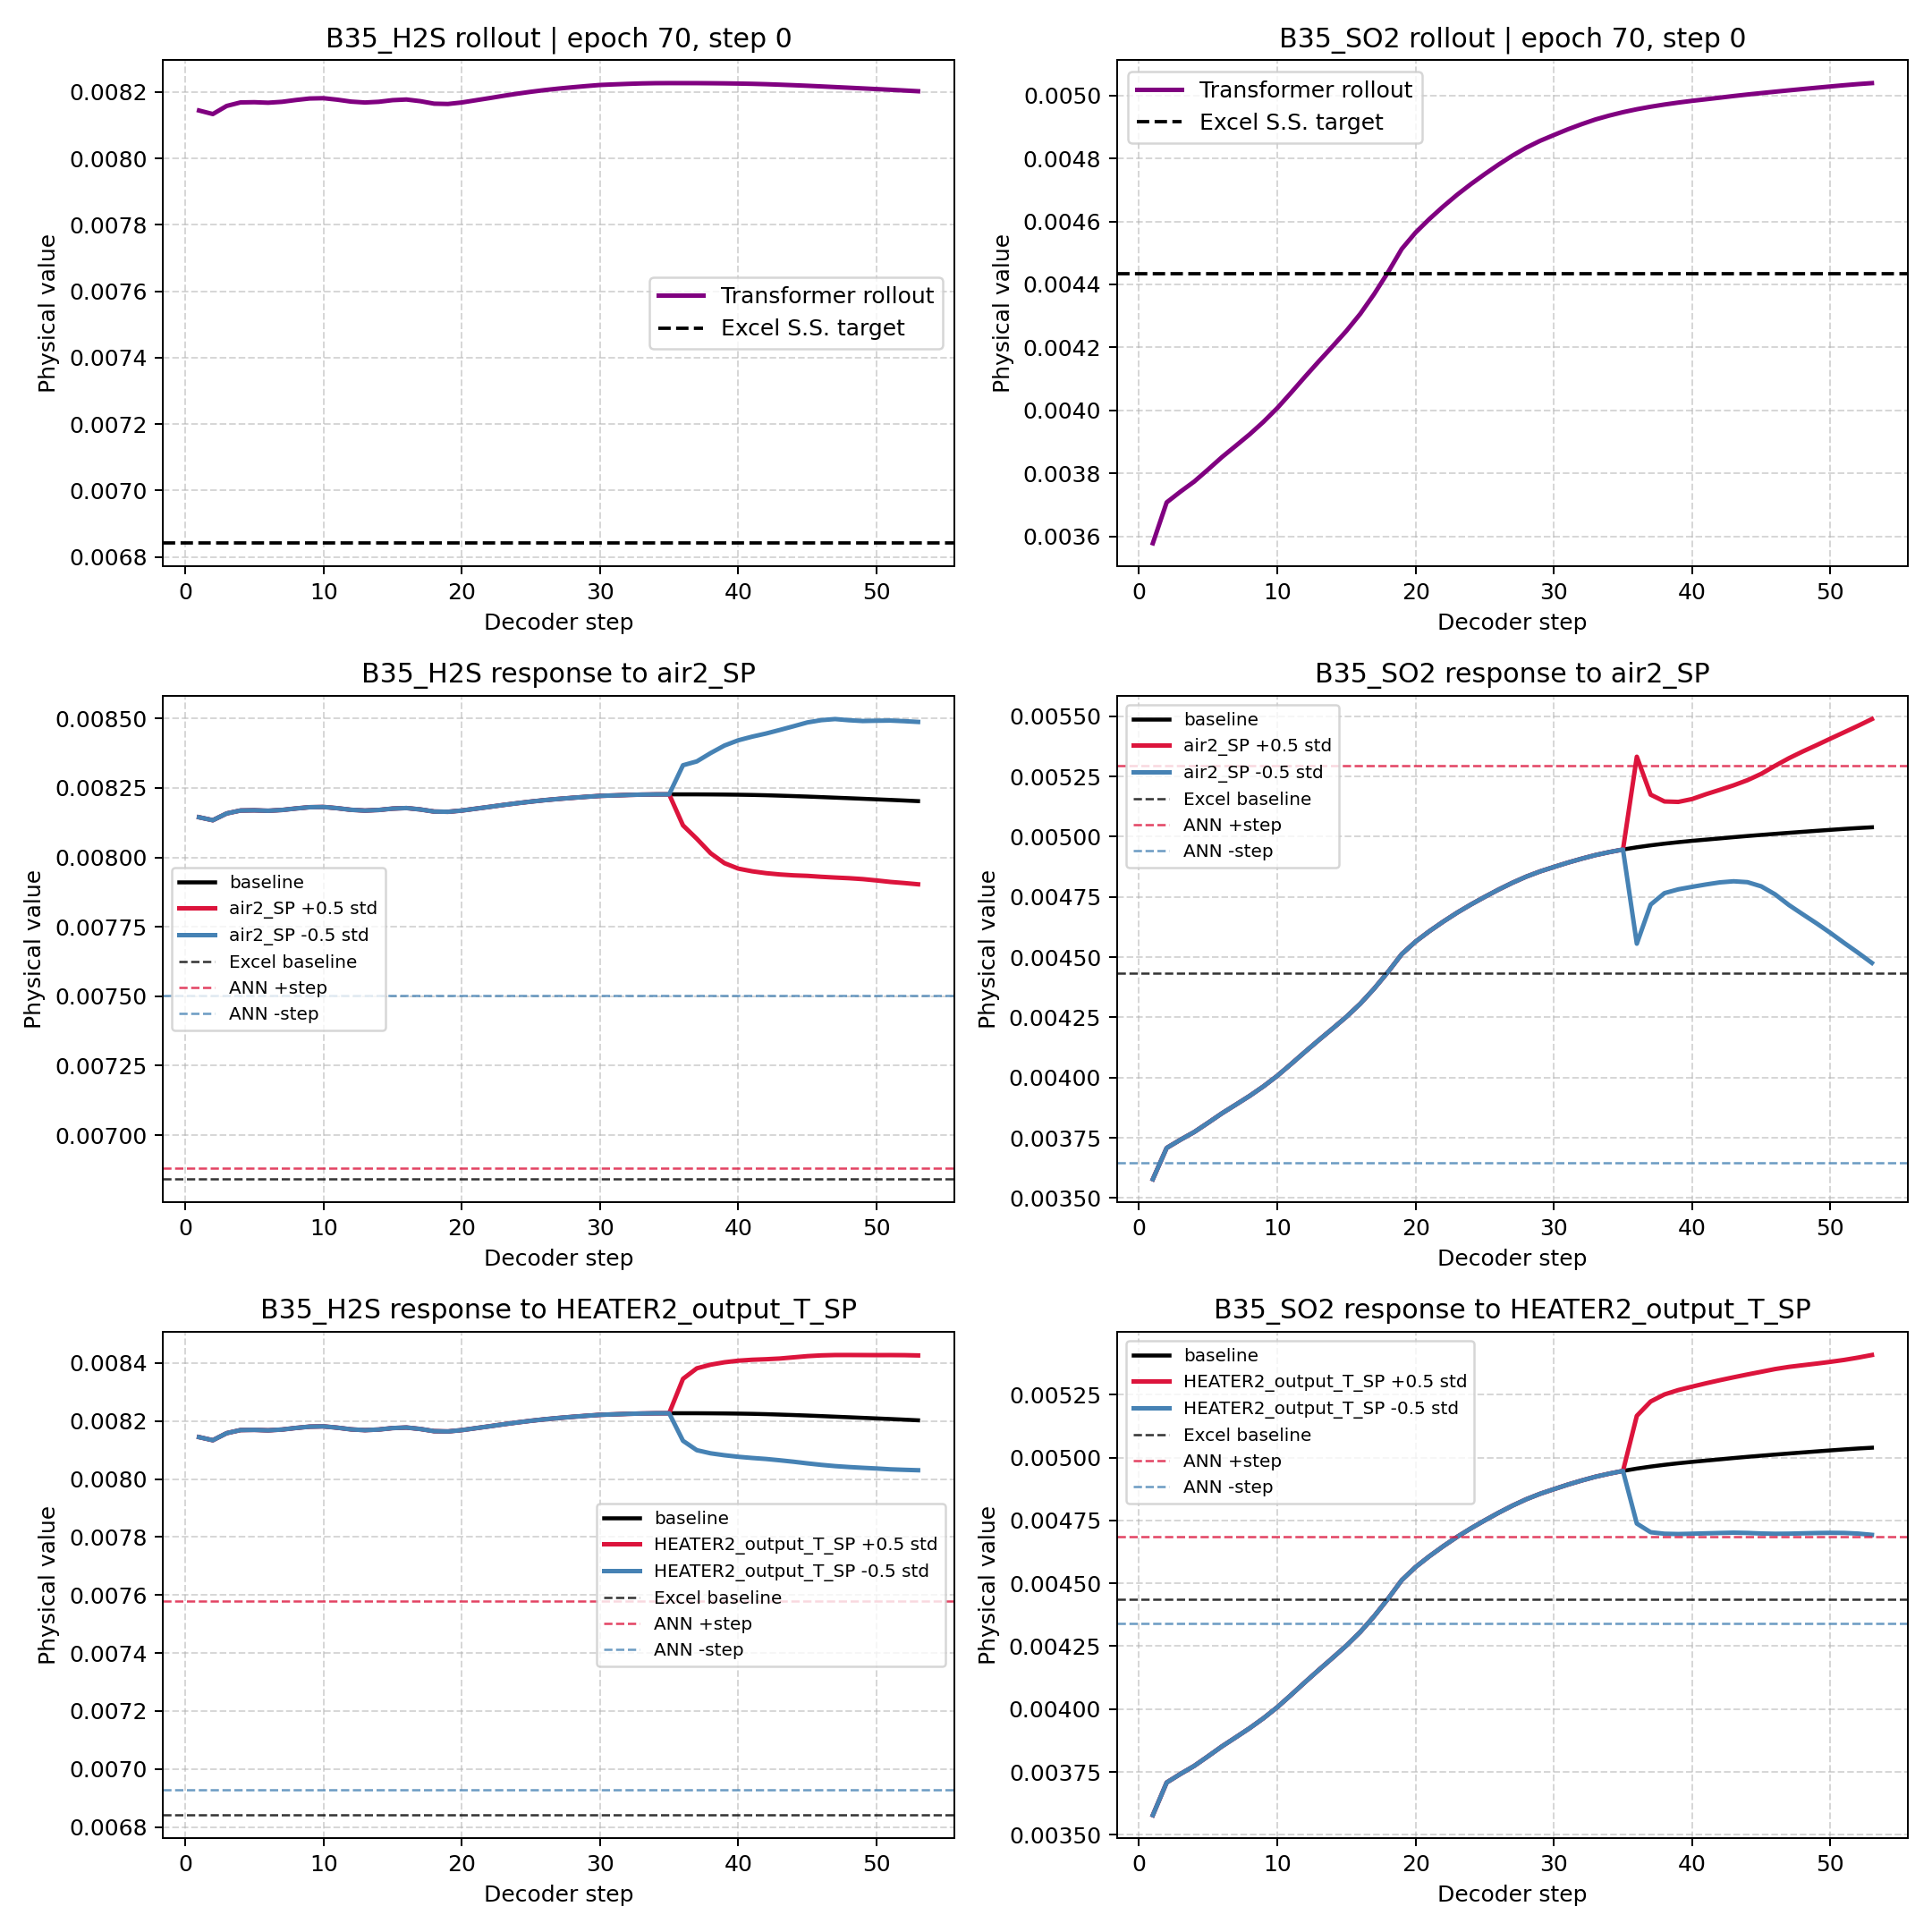 B35_H2S rollout | epoch 70, step 0
Physical value
0.0082
0.0080
0.0078
0.0076
0.0074
0.0072
0.0070
0.0068
Transformer rollout
Excel S.S. target
0 10 20 30 40 50
Decoder step
B35_SO2 rollout | epoch 70, step 0
Physical value
0.0050
0.0048
0.0046
0.0044
0.0042
0.0040
0.0038
0.0036
Transformer rollout
Excel S.S. target
0 10 20 30 40 50
Decoder step
B35_H2S response to air2_SP
Physical value
0.00850
0.00825
0.00800
0.00775
0.00750
0.00725
0.00700
baseline
air2_SP +0.5 std
air2_SP -0.5 std
Excel baseline
ANN +step
ANN -step
0 10 20 30 40 50
Decoder step
B35_SO2 response to air2_SP
Physical value
0.00550
0.00525
0.00500
0.00475
0.00450
0.00425
0.00400
0.00375
0.00350
baseline
air2_SP +0.5 std
air2_SP -0.5 std
Excel baseline
ANN +step
ANN -step
0 10 20 30 40 50
Decoder step
B35_H2S response to HEATER2_output_T_SP
Physical value
0.0084
0.0082
0.0080
0.0078
0.0076
0.0074
0.0072
0.0070
0.0068
baseline
HEATER2_output_T_SP +0.5 std
HEATER2_output_T_SP -0.5 std
Excel baseline
ANN +step
ANN -step
0 10 20 30 40 50
Decoder step
B35_SO2 response to HEATER2_output_T_SP
Physical value
0.00525
0.00500
0.00475
0.00450
0.00425
0.00400
0.00375
0.00350
baseline
HEATER2_output_T_SP +0.5 std
HEATER2_output_T_SP -0.5 std
Excel baseline
ANN +step
ANN -step
0 10 20 30 40 50
Decoder step